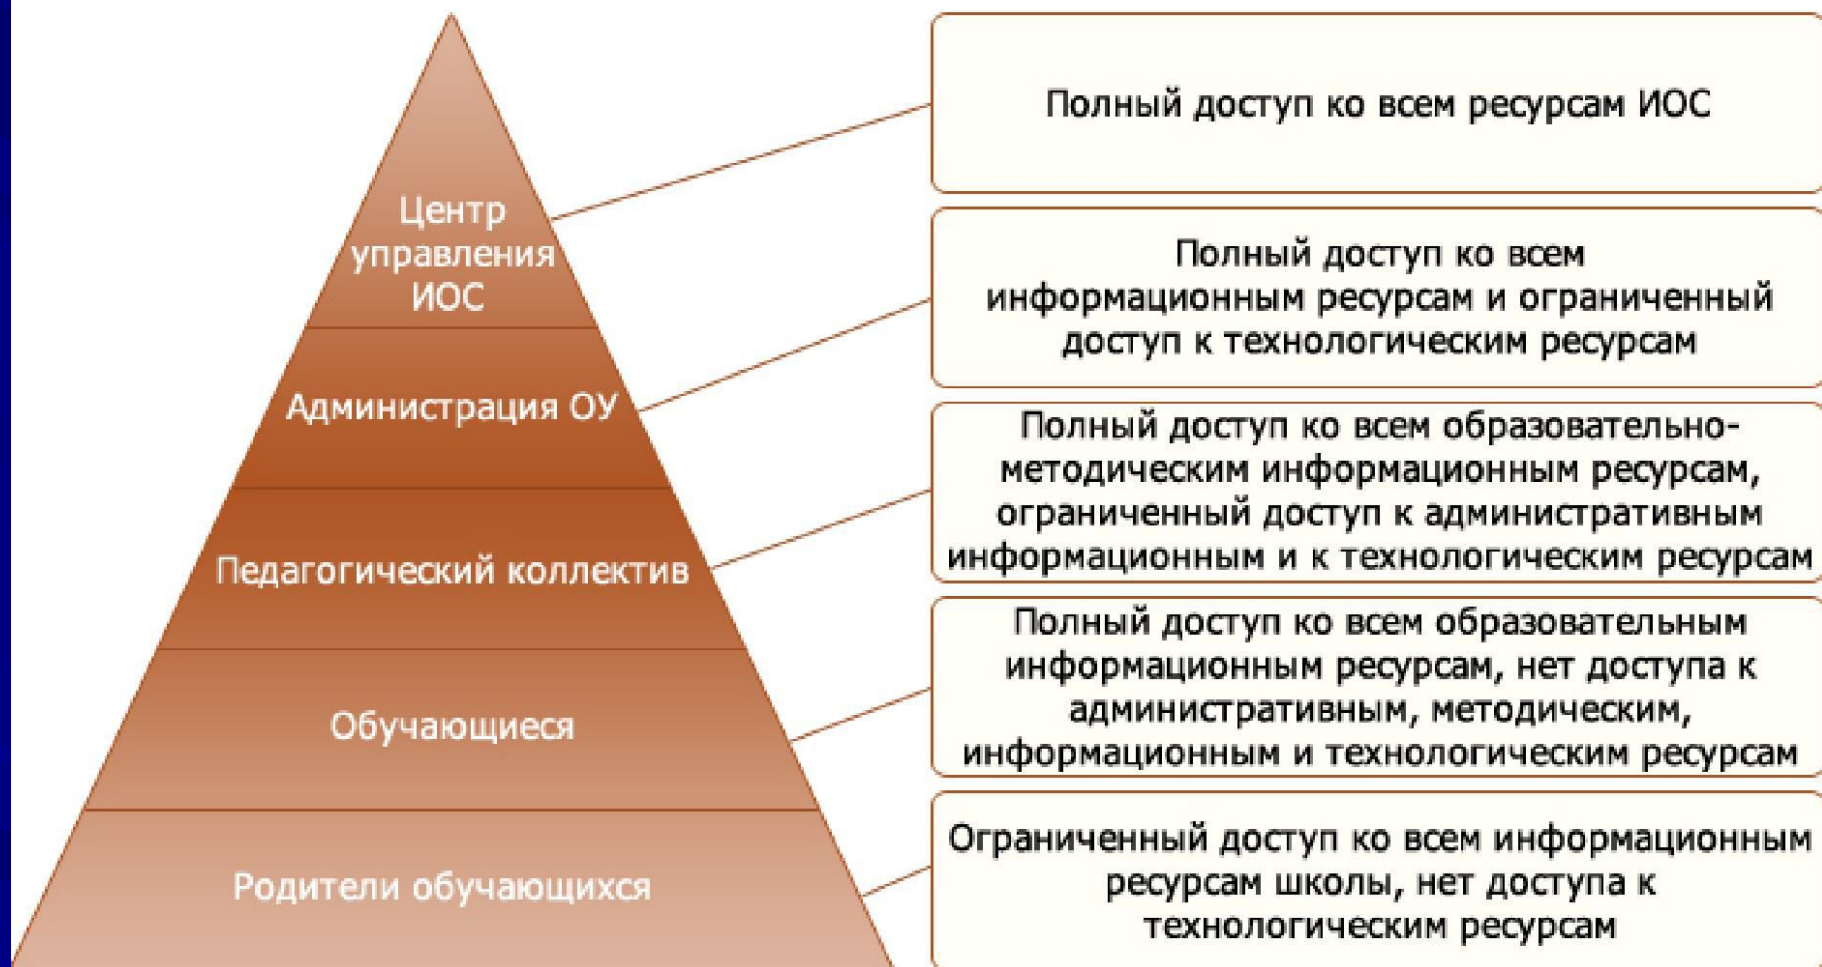 Полный доступ ко всем ресурсам ИОС
Центр
управления
ИОС
Полный доступ ко всем
информационным ресурсам и ограниченный
доступ к технологическим ресурсам
Администрация ОУ
Полный доступ ко всем образовательно-
методическим информационным ресурсам,
ограниченный доступ к административным
информационным и к технологическим ресурсам
Педагогический коллектив
Полный доступ ко всем образовательным
информационным ресурсам, нет доступа к
административным, методическим,
информационным и технологическим ресурсам
Обучающиеся
Ограниченный доступ ко всем информационным
ресурсам школы, нет доступа к
технологическим ресурсам
Родители обучающихся